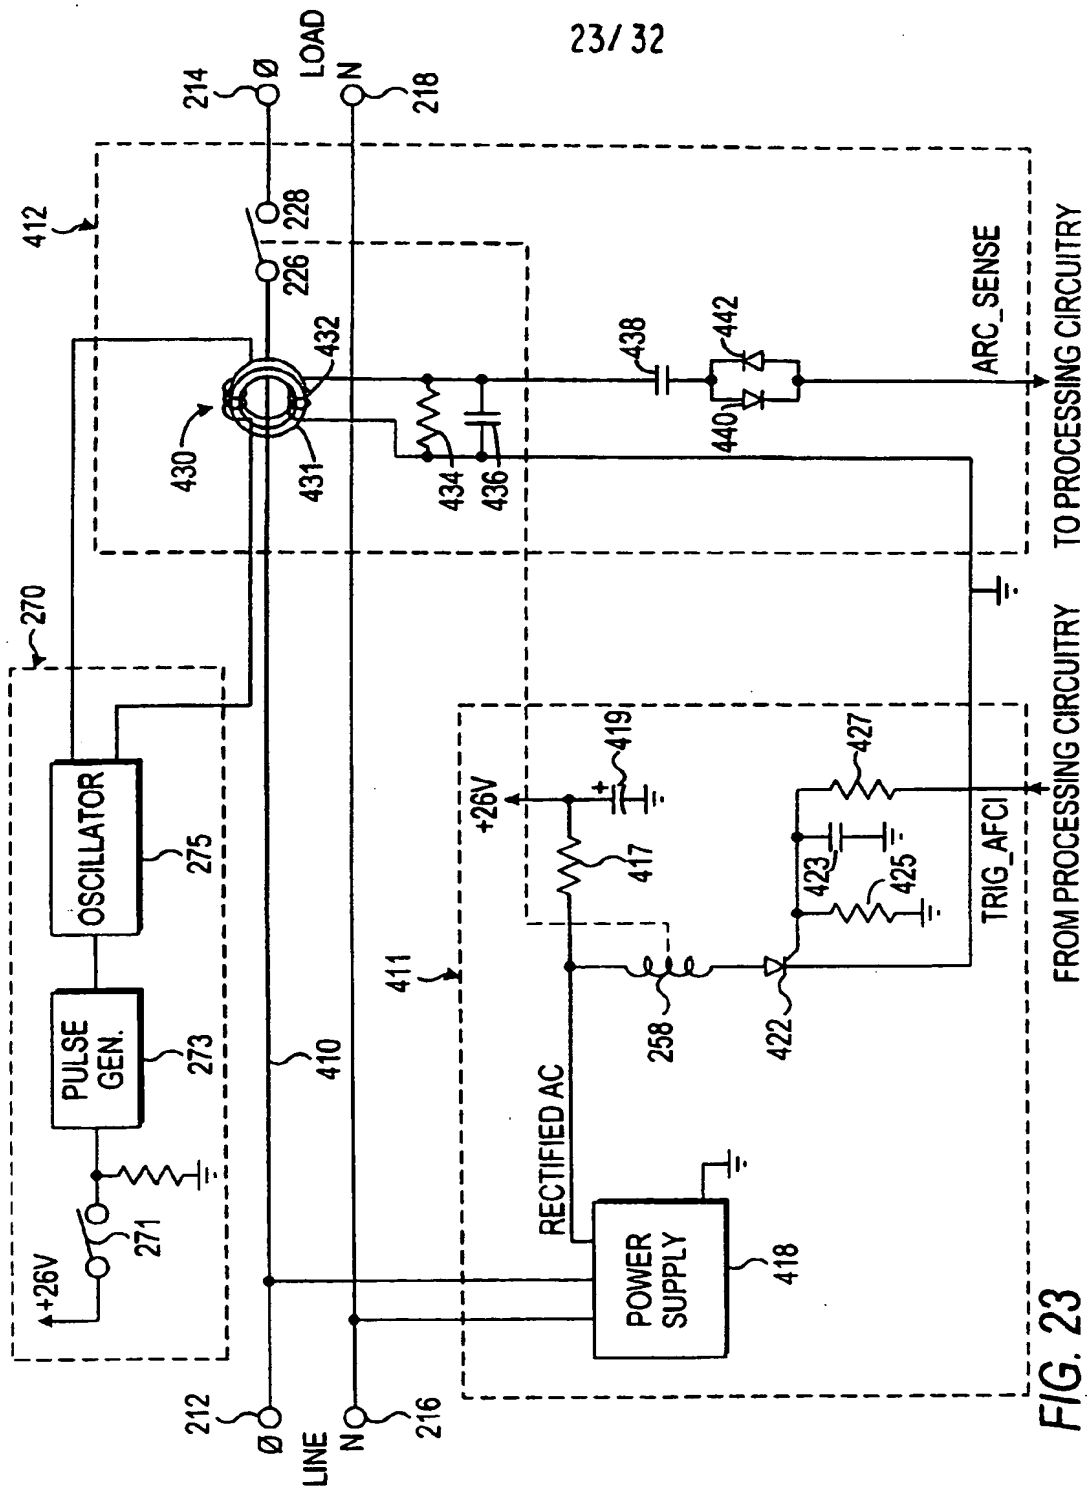 23/32
270
+26V
271
PULSE
GEN.
273
OSCILLATOR
275
412
430
431
432
226
228
214
Ø
LOAD
N
218
212
Ø
LINE
N
216
410
434
436
438
440
442
ARC_SENSE
TO PROCESSING CIRCUITRY
411
RECTIFIED AC
POWER
SUPPLY
418
+26V
+
419
417
258
422
423
425
427
TRIG_AFCI
FROM PROCESSING CIRCUITRY
FIG. 23